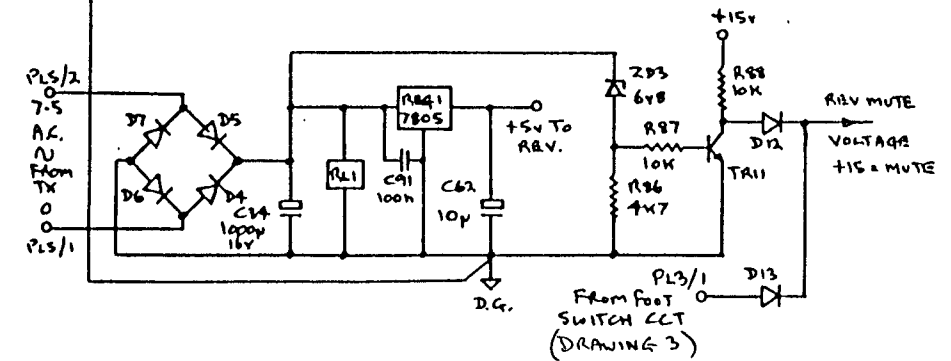 +15v
PL5/2
7.5
A.C.
~
FROM
TX
0
PL5/1
D7
D5
D6
D4
C34
1000µ
16v
RL1
REG1
7805
C91
100n
C62
10µ
+5v TO
REV.
D.G.
ZD3
6v8
R87
10K
R86
4K7
R88
10K
TR11
D12
REV MUTE
VOLTAGE
+15 = MUTE
PL3/1
D13
FROM FOOT
SWITCH CCT
(DRAWING 3)